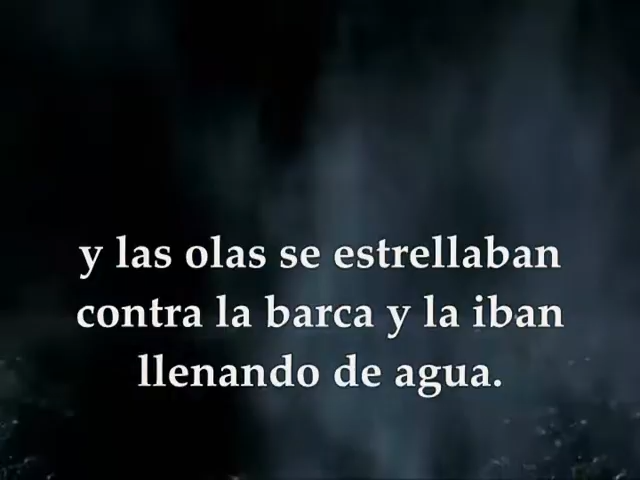 y las olas se estrellaban
contra la barca y la iban
llenando de agua.